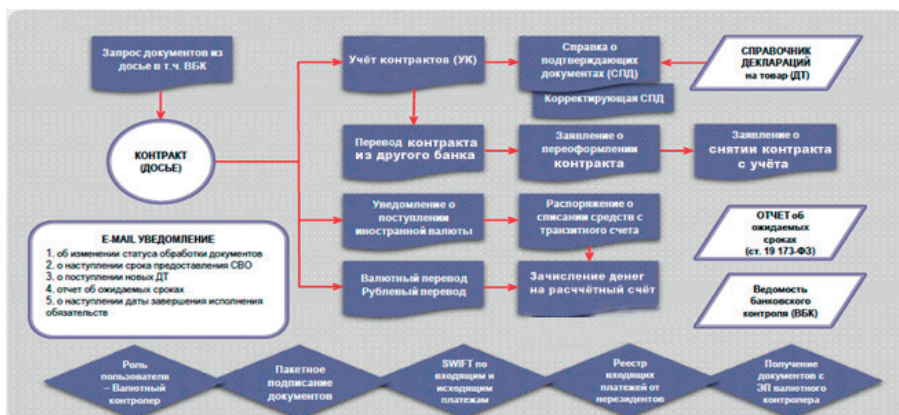 Запрос документов из
досье в т.ч. ВБК
Учёт контрактов (УК)
Справка о
подтверждающих
документах (СПД)
СПРАВОЧНИК
ДЕКЛАРАЦИЙ
на товар (ДТ)
Корректирующая СПД
КОНТРАКТ
(ДОСЬЕ)
Перевод контракта
из другого банка
Заявление о
переоформлении
контракта
Заявление о
снятии контракта
с учёта
Уведомление о
поступлении
иностранной валюты
Распоряжение о
списании средств с
транзитного счета
ОТЧЕТ об
ожидаемых
сроках
(ст. 19 173-ФЗ)
E-MAIL УВЕДОМЛЕНИЕ
1. об изменении статуса обработки документов
2. о наступлении срока предоставления СВО
3. о поступлении новых ДТ
4. отчет об ожидаемых сроках
5. о наступлении даты завершения исполнения
обязательств
Валютный перевод
Рублевый перевод
Зачисление денег
на расччётный счёт
Ведомость
банковского
контроля (ВБК)
Роль
пользователя
– Валютный
контролер
Пакетное
подписание
документов
SWIFT по
входящим и
исходящим
платежам
Реестр
входящих
платежей от
нерезидентов
Получение
документов с
ЭП валютного
контролера